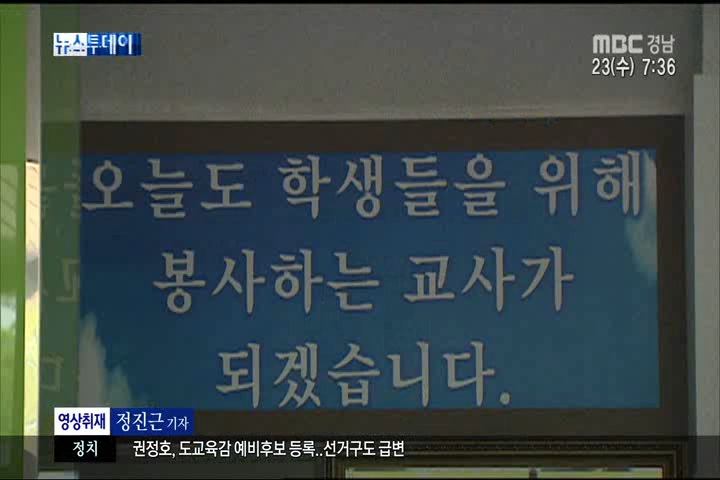 뉴스투데이
MBC경남
23(수) 7:36
오늘도 학생들을 위해
봉사하는 교사가
되겠습니다.
영상취재 정진근 기자
정치 권정호, 도교육감 예비후보 등록..선거구도 급변